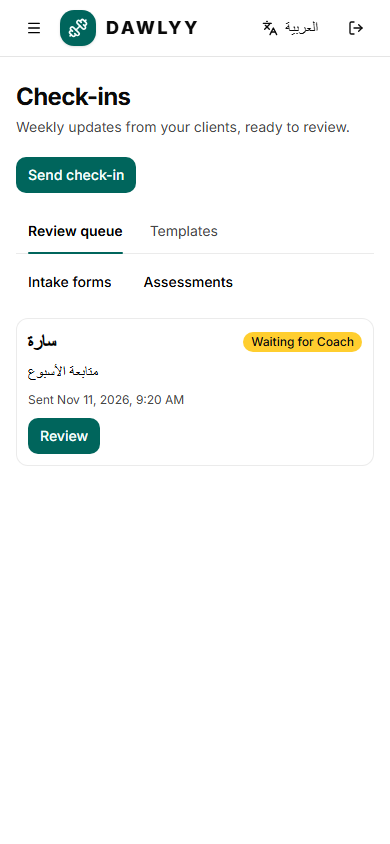 DAWLYY
العربية
Check-ins
Weekly updates from your clients, ready to review.
Send check-in
Review queue
Templates
Intake forms
Assessments
سارة
Waiting for Coach
متابعة الأسبوع
Sent Nov 11, 2026, 9:20 AM
Review